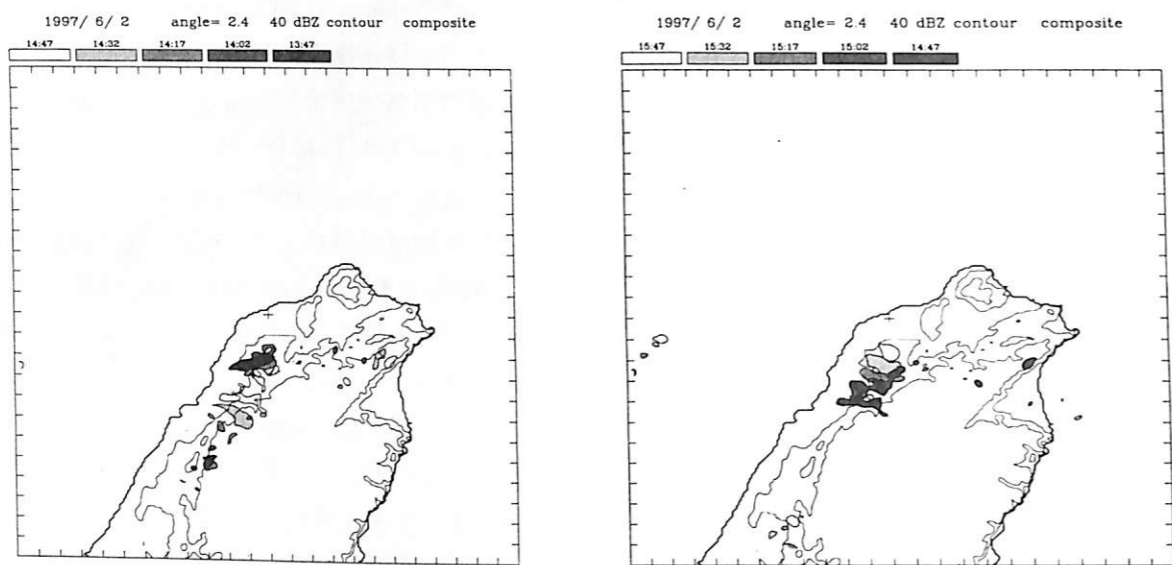 1997/ 6/ 2 angle= 2.4 40 dBZ contour composite
14:47 14:32 14:17 14:02 13:47
1997/ 6/ 2 angle= 2.4 40 dBZ contour composite
15:47 15:32 15:17 15:02 14:47